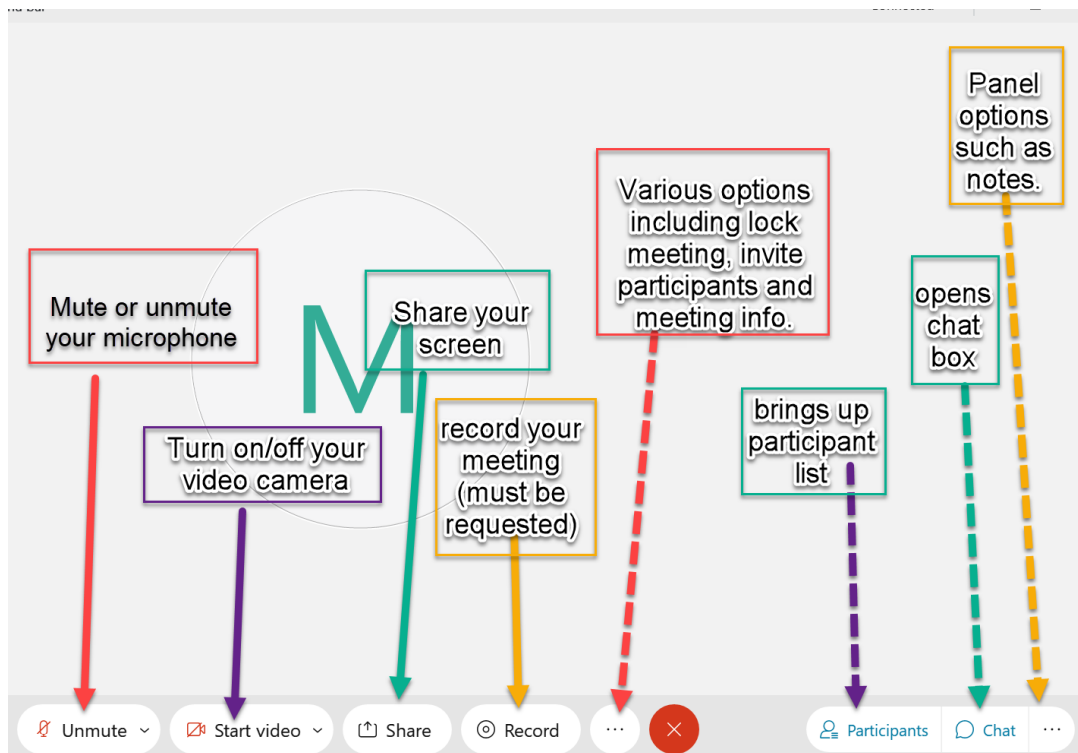 Panel
options
such as
notes.
Various options
including lock
meeting, invite
participants and
meeting info.
Mute or unmute
your microphone
Share your
screen
opens
chat
box
M
Turn on/off your
video camera
record your
meeting
(must be
requested)
brings up
participant
list
Unmute
Start video
Share
Record
...
Participants
Chat
...